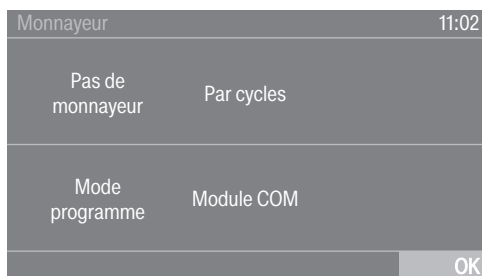 Monnayeur 11:02
Pas de
monnayeur
Par cycles
Mode
programme
Module COM
OK